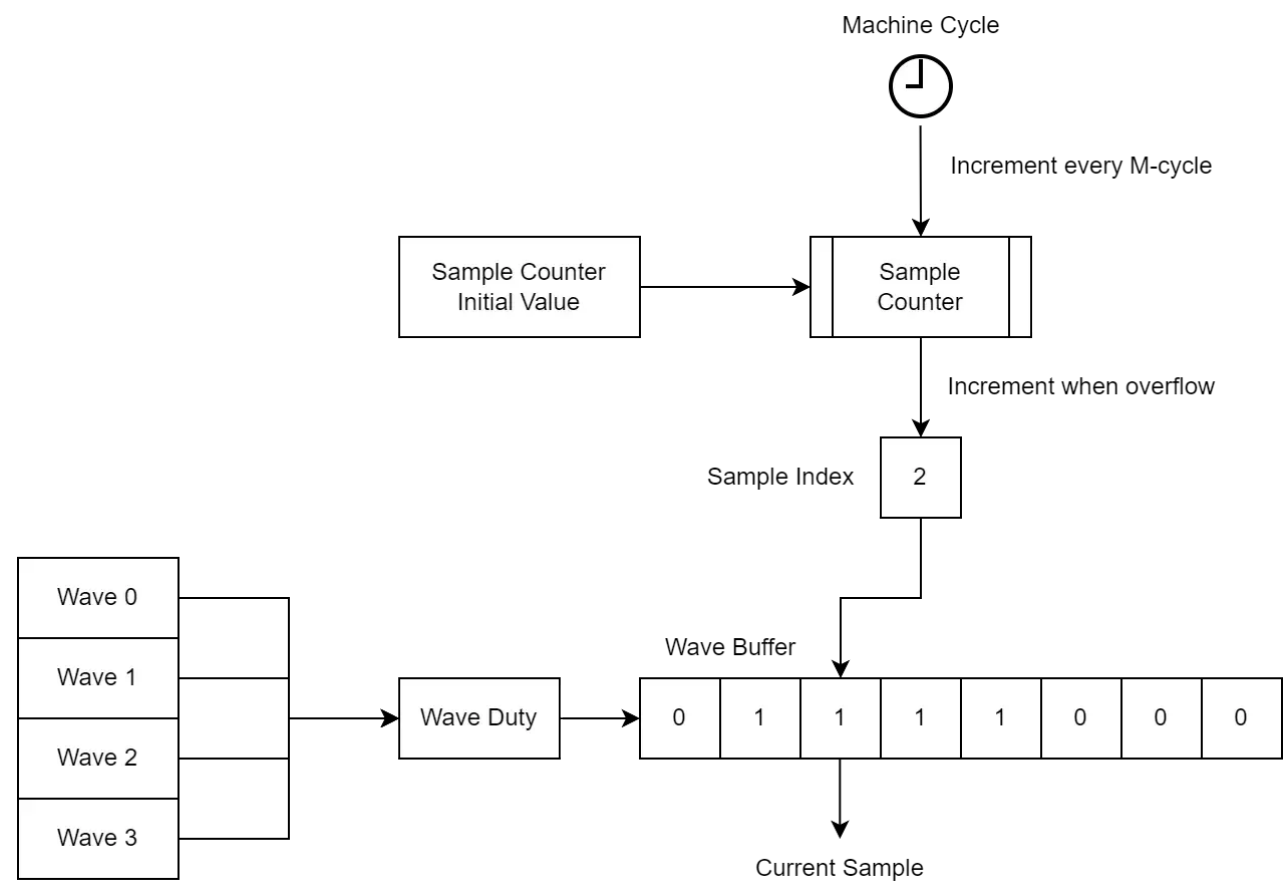 Machine Cycle
Increment every M-cycle
Sample Counter
Initial Value
Sample
Counter
Increment when overflow
Sample Index
2
Wave 0
Wave 1
Wave 2
Wave 3
Wave Duty
Wave Buffer
0 1 1 1 1 0 0 0
Current Sample